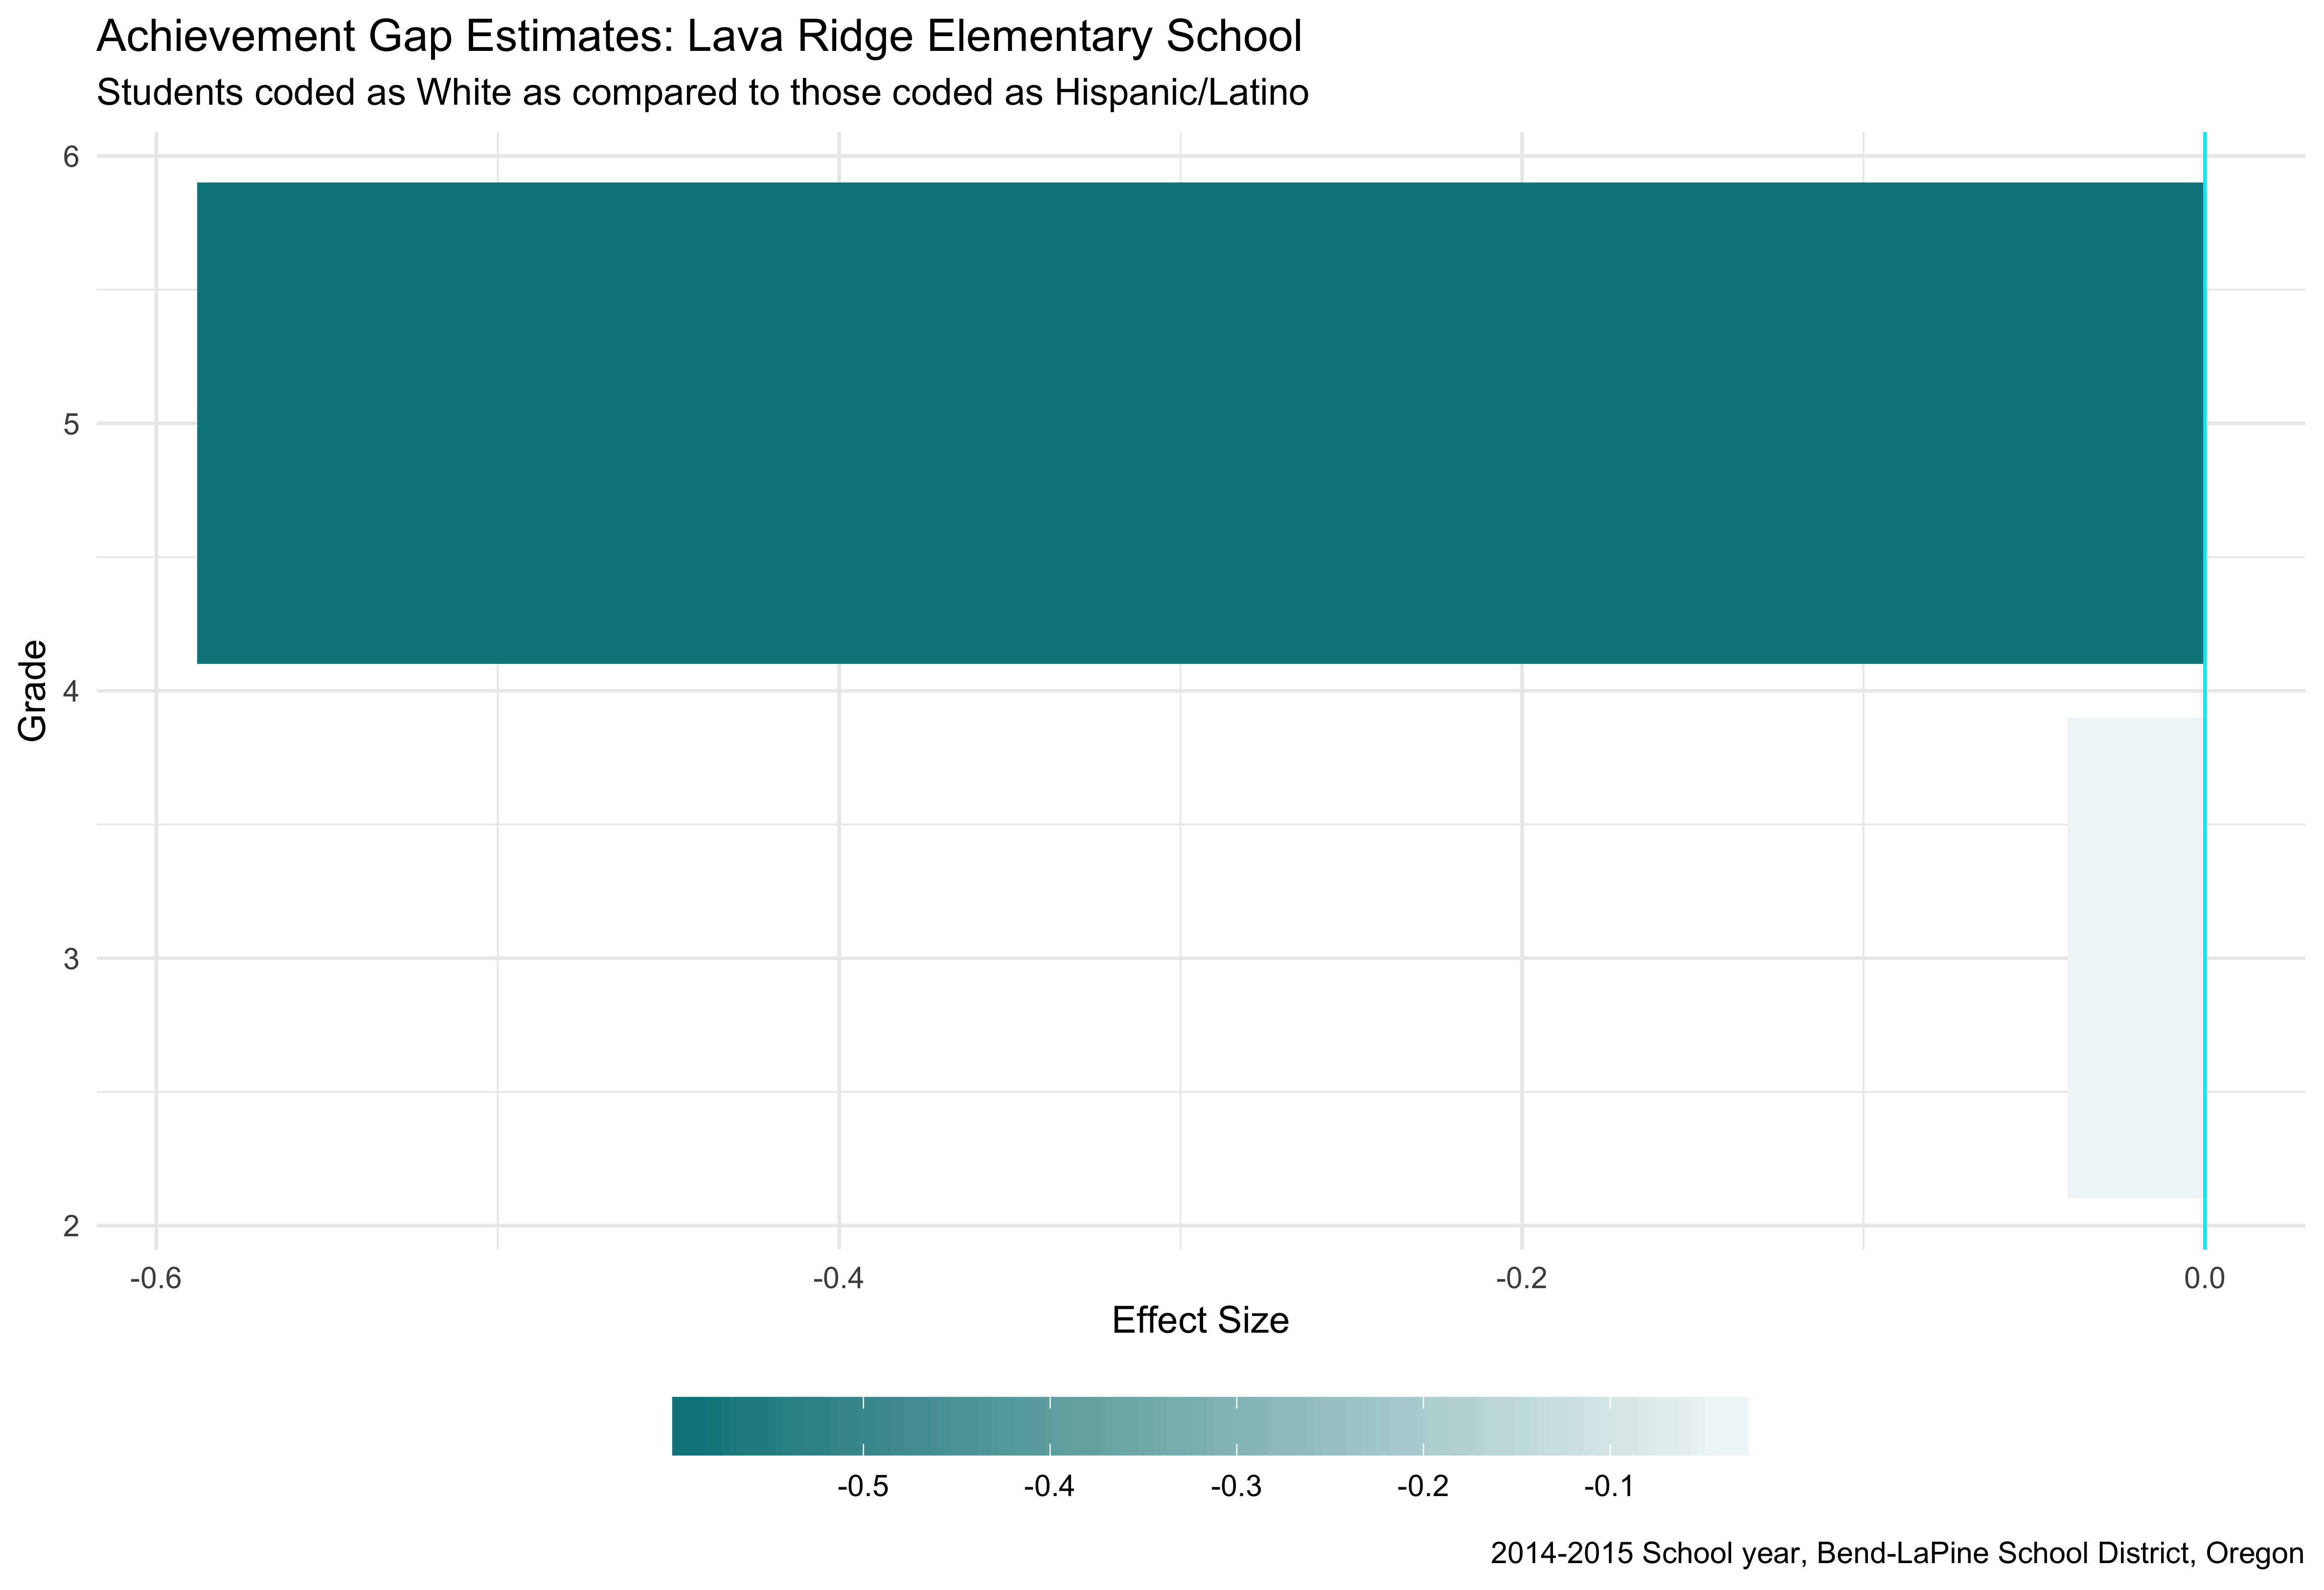 Achievement Gap Estimates: Lava Ridge Elementary School
Students coded as White as compared to those coded as Hispanic/Latino
6
5
4
3
2
Grade
-0.6 -0.4 -0.2 0.0
Effect Size
-0.5 -0.4 -0.3 -0.2 -0.1
2014-2015 School year, Bend-LaPine School District, Oregon